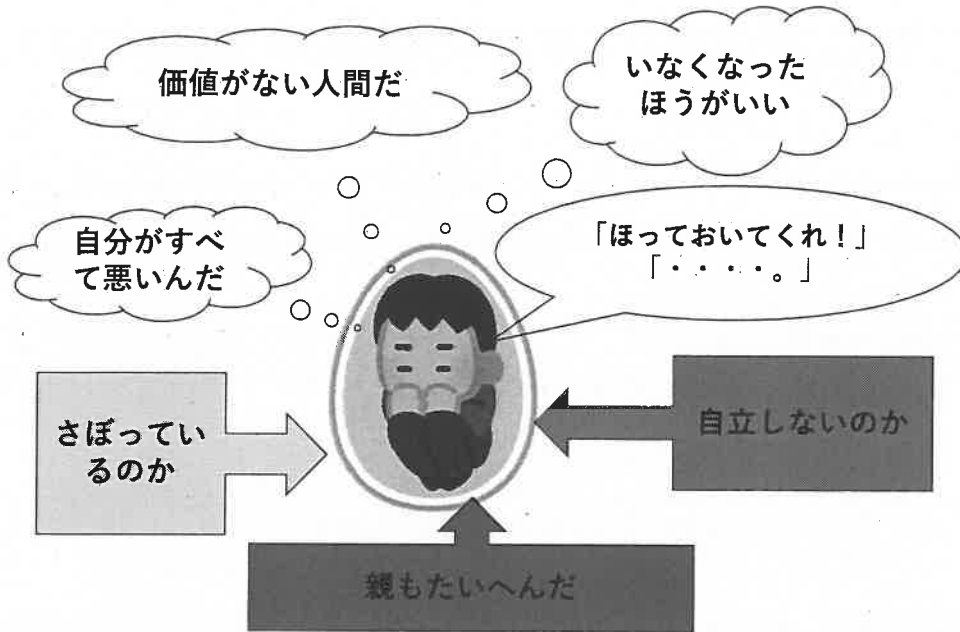 価値がない人間だ
いなくなった
ほうがいい
自分がすべ
て悪いんだ
「ほっておいてくれ！」
「・・・・。」
さぼってい
るのか
自立しないのか
親もたいへんだ